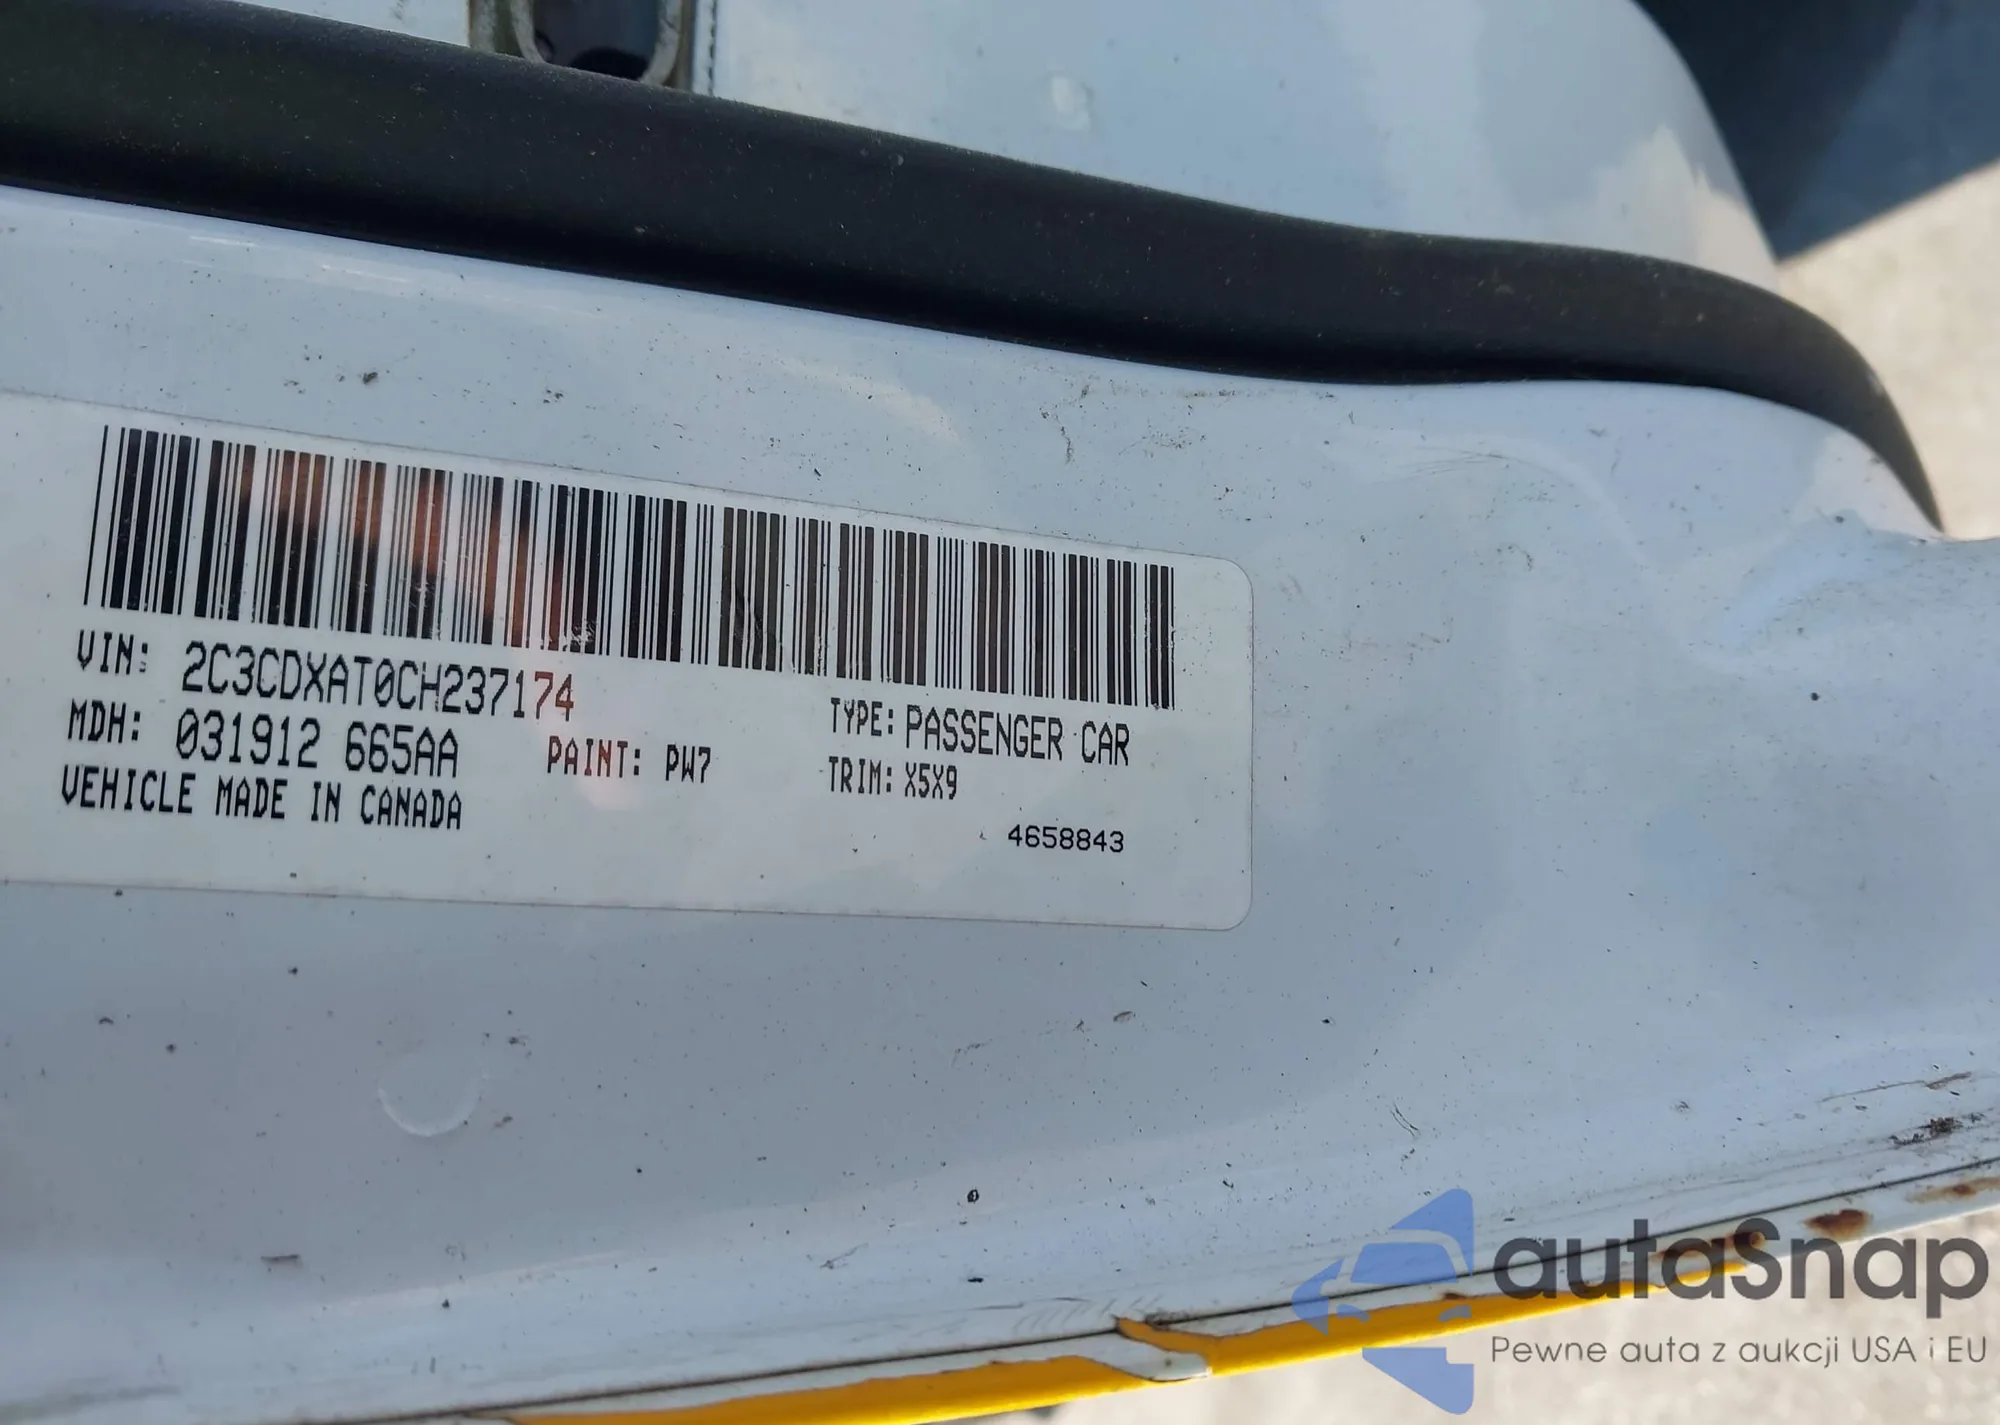 VIN: 2C3CDXAT0CH237174
MDH: 031912 665AA PAINT: PW7
VEHICLE MADE IN CANADA
TYPE: PASSENGER CAR
TRIM: X5X9
4658843
autaSnap
Pewne auta z aukcji USA i EU